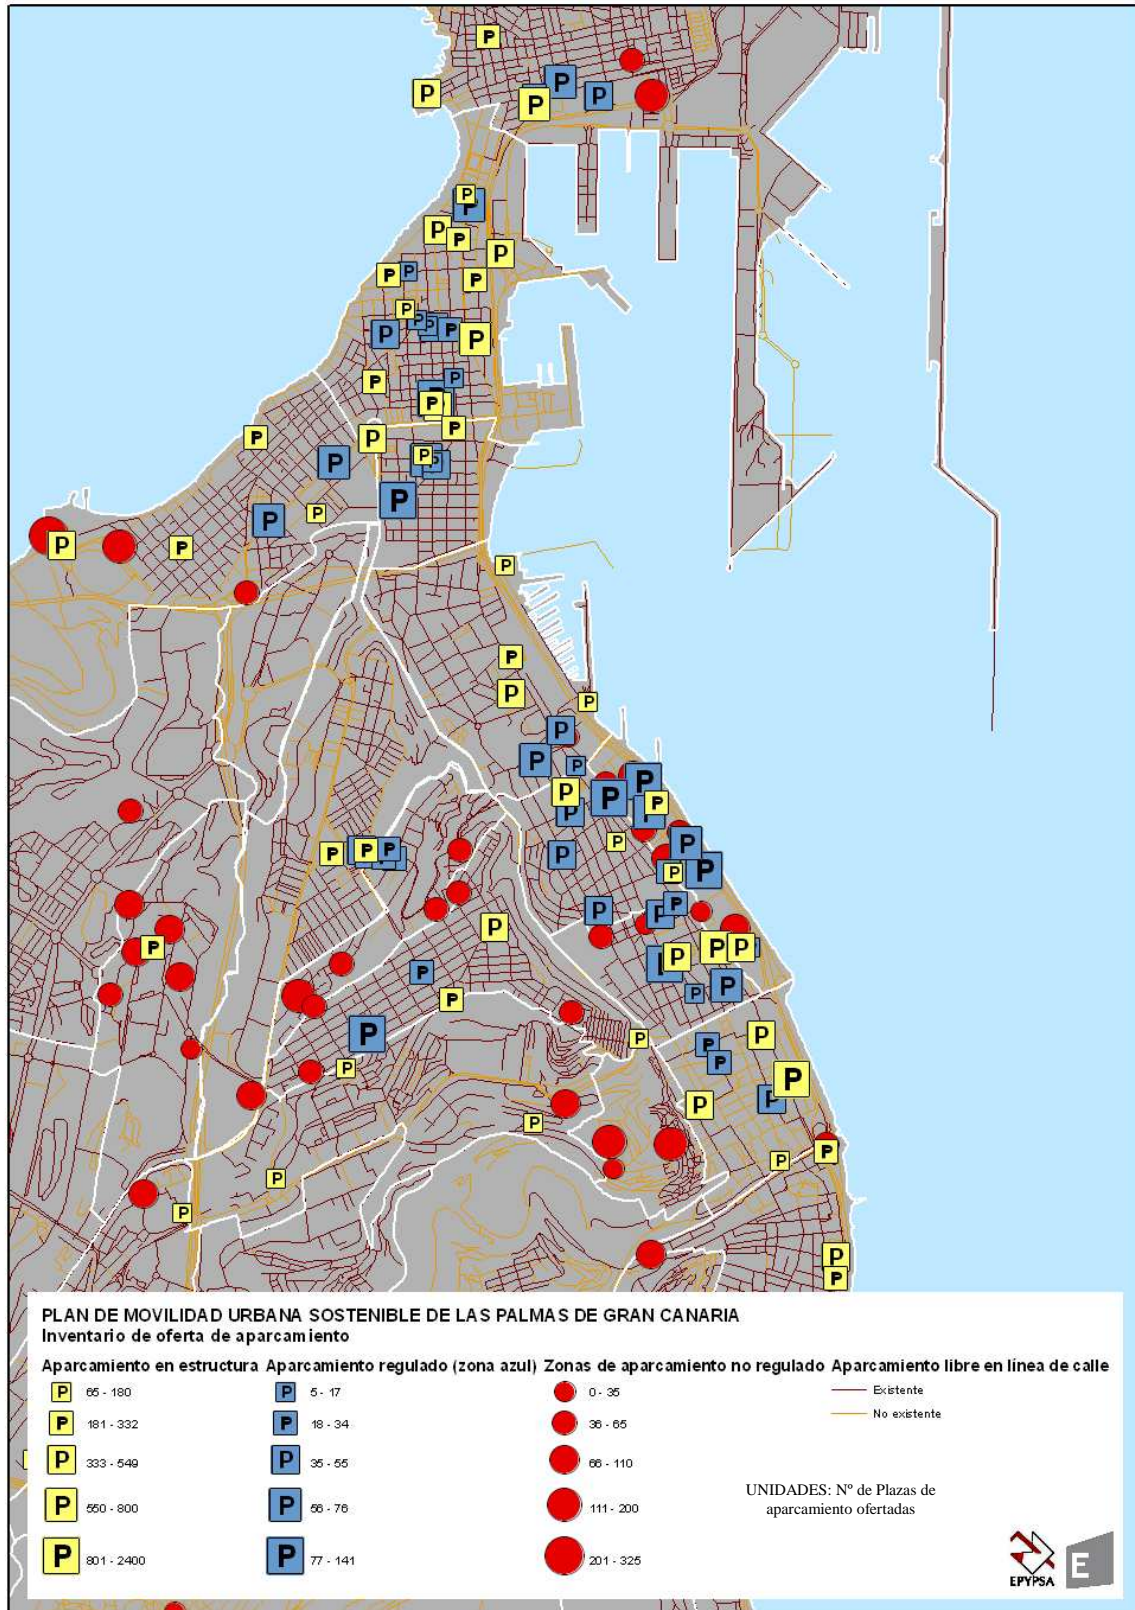 PLAN DE MOVILIDAD URBANA SOSTENIBLE DE LAS PALMAS DE GRAN CANARIA
Inventario de oferta de aparcamiento
Aparcamiento en estructura
P 65 - 180
P 181 - 332
P 333 - 549
P 550 - 800
P 801 - 2400
Aparcamiento regulado (zona azul)
P 5 - 17
P 18 - 34
P 35 - 55
P 56 - 76
P 77 - 141
Zonas de aparcamiento no regulado
0 - 35
36 - 65
66 - 110
111 - 200
201 - 325
Aparcamiento libre en línea de calle
Existente
No existente
UNIDADES: Nº de Plazas de
aparcamiento ofertadas
EPYPSA
E